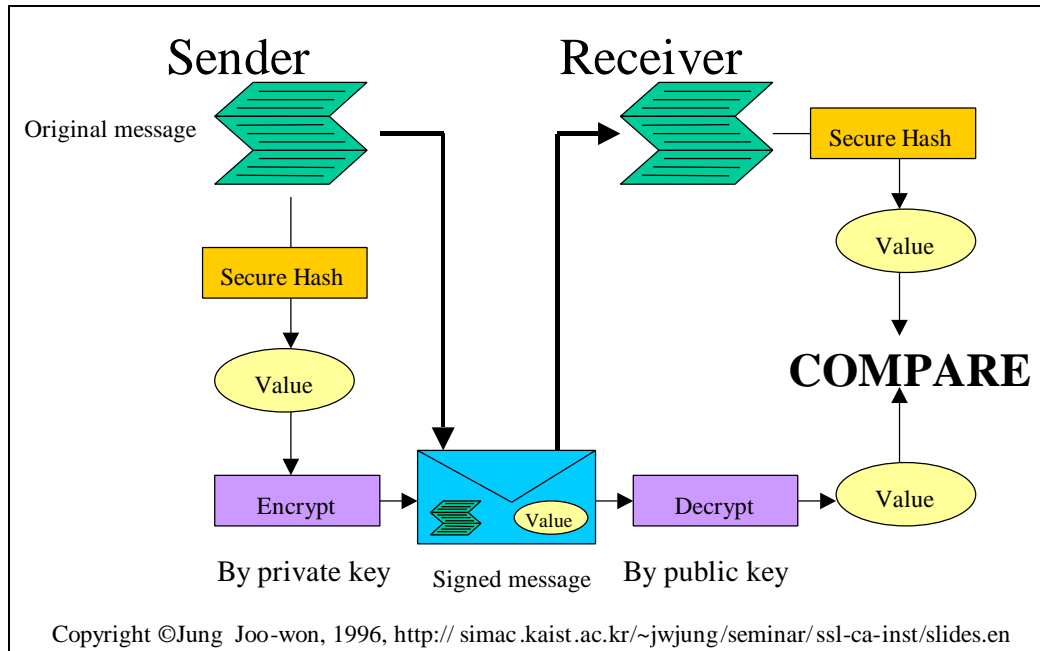 Sender
Receiver
Original message
Secure Hash
Value
Secure Hash
Value
COMPARE
Encrypt
Value
Decrypt
Value
By private key
Signed message
By public key
Copyright ©Jung Joo-won, 1996, http:// simac.kaist.ac.kr/~jwjung/seminar/ssl-ca-inst/slides.en